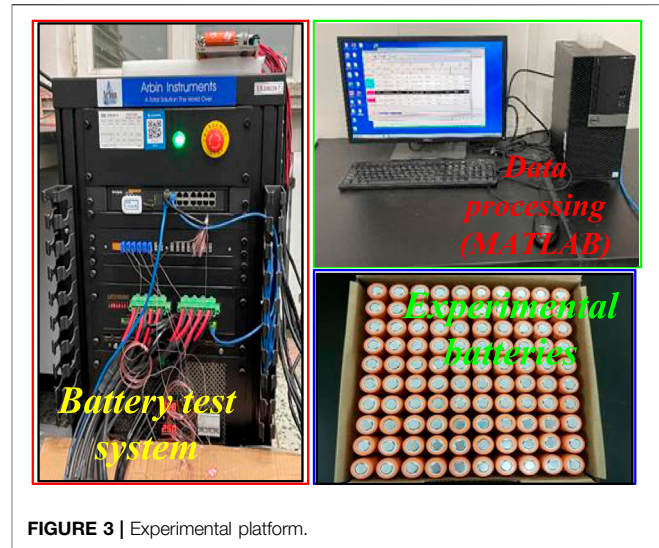 Arbin Instruments
A Total Solution The World Over
Battery test
system
Data
processing
(MATLAB)
Experimental
batteries
FIGURE 3 | Experimental platform.